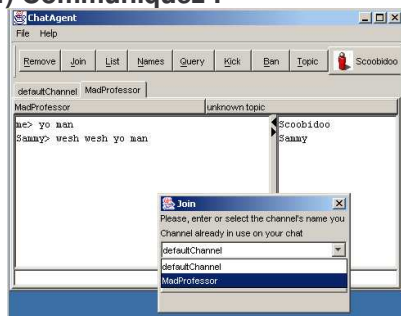 ) Communiquez !
ChatAgent
File Help
Remove Join List Names Query Kick Ban Topic Scoobidoo
defaultChannel MadProfessor
MadProfessor unknown topic
me> yo man
Sammy> wesh wesh yo man
Scoobidoo
Sammy
Join
Please, enter or select the channel's name you
Channel already in use on your chat
defaultChannel
defaultChannel
MadProfessor